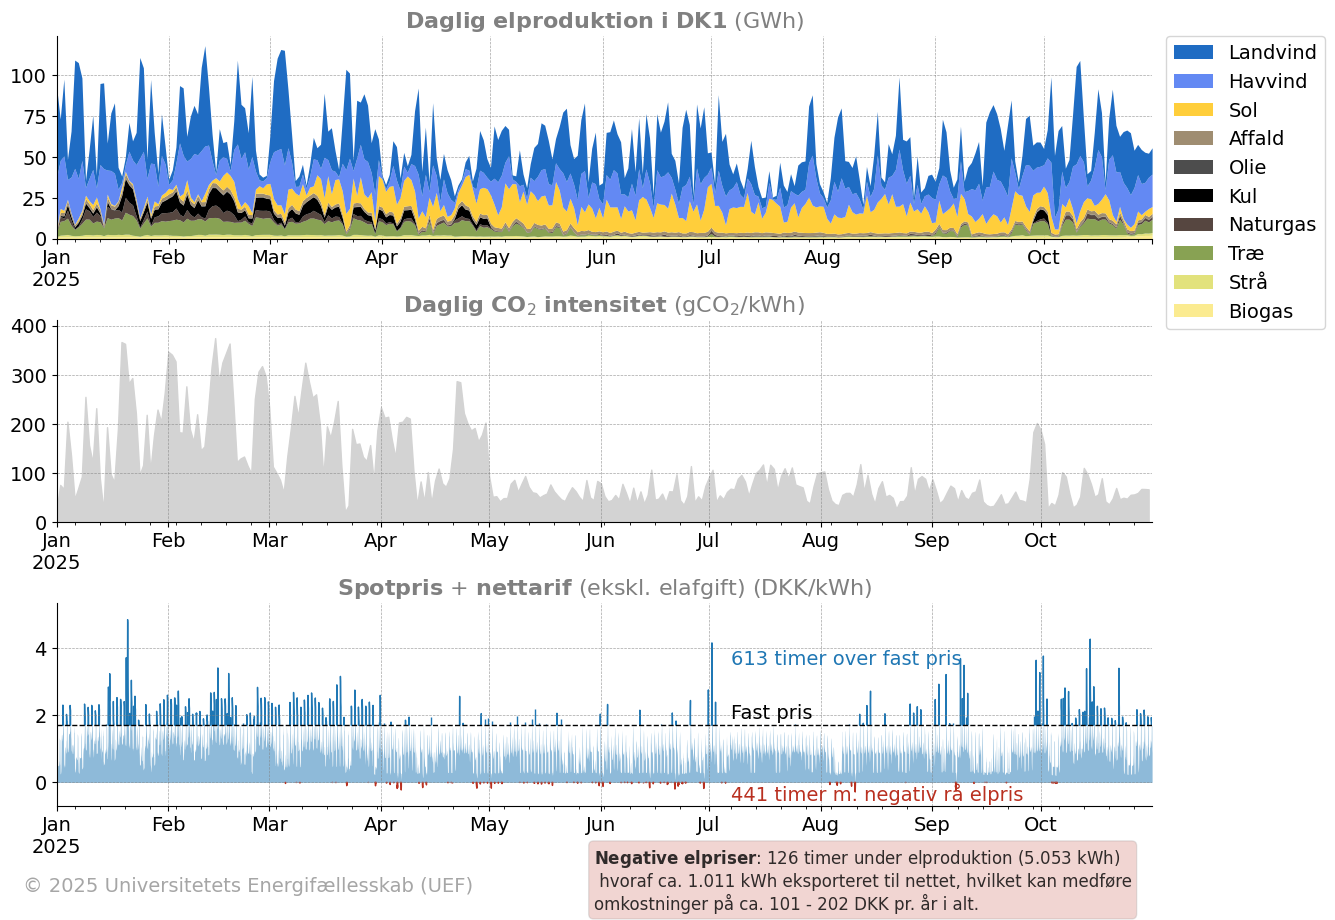 Daglig elproduktion i DK1 (GWh)
100
75
50
25
0
Jan Feb Mar Apr May Jun Jul Aug Sep Oct
2025
Landvind
Havvind
Sol
Affald
Olie
Kul
Naturgas
Træ
Strå
Biogas
Daglig CO₂ intensitet (gCO₂/kWh)
400
300
200
100
0
Jan Feb Mar Apr May Jun Jul Aug Sep Oct
2025
Spotpris + nettarif (ekskl. elafgift) (DKK/kWh)
4
2
0
613 timer over fast pris
Fast pris
441 timer m. negativ rå elpris
Jan Feb Mar Apr May Jun Jul Aug Sep Oct
2025
Negative elpriser: 126 timer under elproduktion (5.053 kWh)
hvoraf ca. 1.011 kWh eksporteret til nettet, hvilket kan medføre
omkostninger på ca. 101 - 202 DKK pr. år i alt.
© 2025 Universitetets Energifællesskab (UEF)